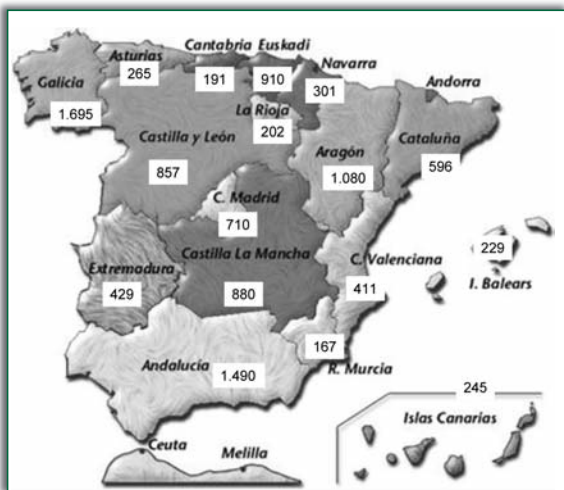 Cantabria Euskadi
Asturias
265
191
910
Navarra
301
Galicia
1.695
La Rioja
202
Andorra
Castilla y León
857
Aragón
1.080
Cataluña
596
C. Madrid
710
229
I. Balears
Castilla La Mancha
880
C. Valenciana
411
Extremadura
429
167
R. Murcia
Andalucía
1.490
245
Islas Canarias
Ceuta
Melilla